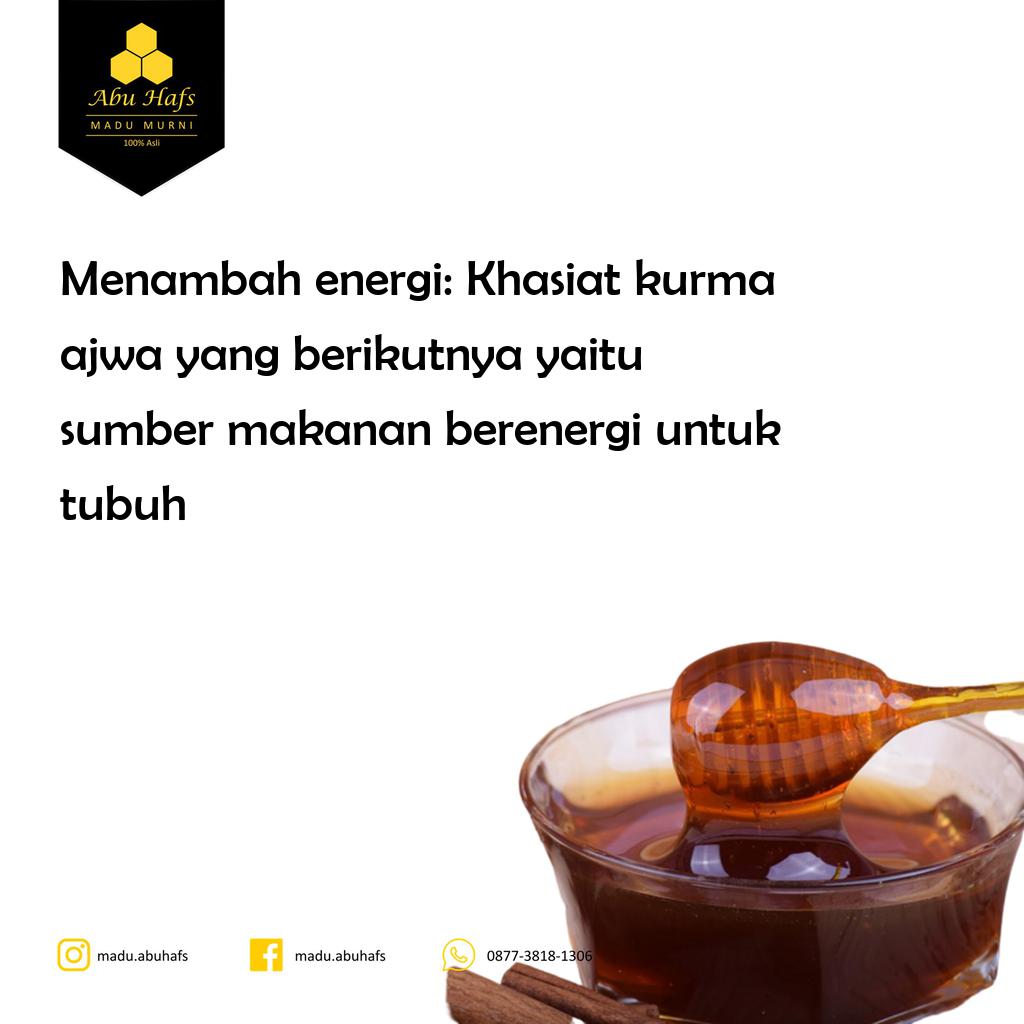 Abu Hafs
MADU MURNI
100% Asli
Menambah energi: Khasiat kurma
ajwa yang berikutnya yaitu
sumber makanan berenergi untuk
tubuh
madu.abuhafs
madu.abuhafs
0877-3818-1306